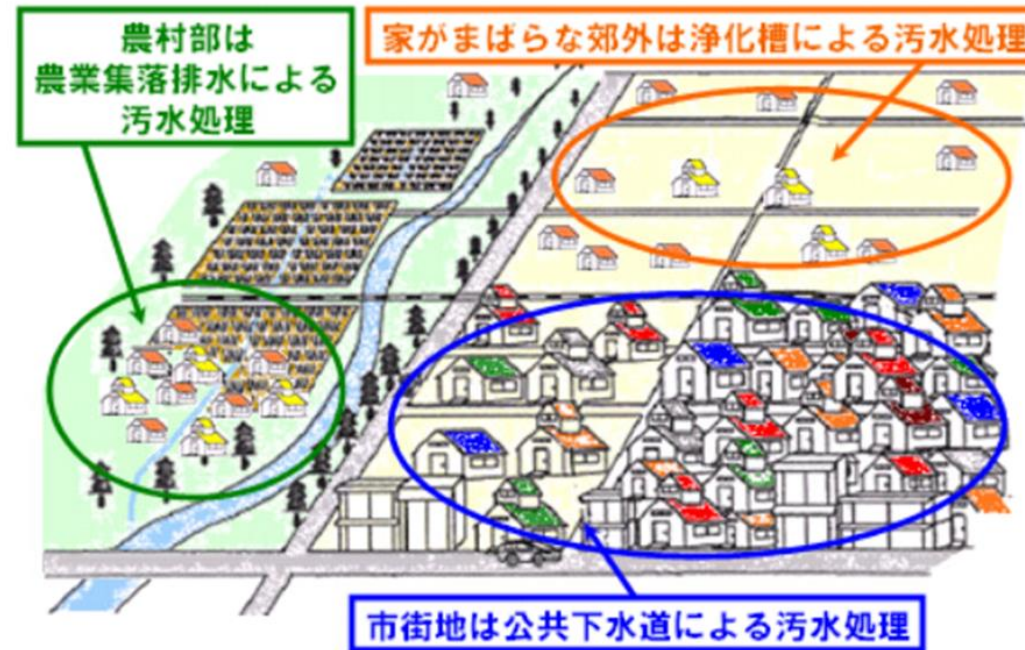 農村部は
農業集落排水による
汚水処理
家がまばらな郊外は浄化槽による汚水処理
市街地は公共下水道による汚水処理